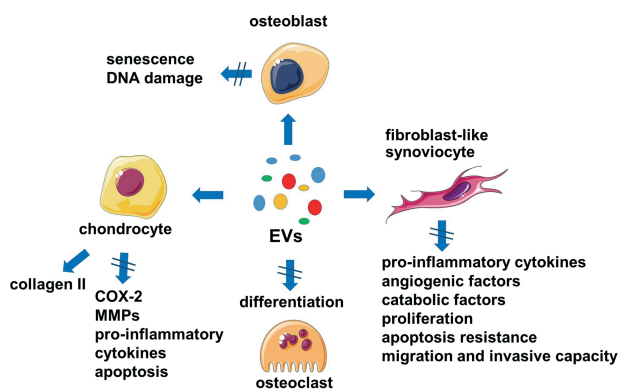 osteoblast
senescence
DNA damage
fibroblast-like
synoviocyte
chondrocyte
EVs
collagen II
COX-2
MMPs
pro-inflammatory
cytokines
apoptosis
differentiation
osteoclast
pro-inflammatory cytokines
angiogenic factors
catabolic factors
proliferation
apoptosis resistance
migration and invasive capacity